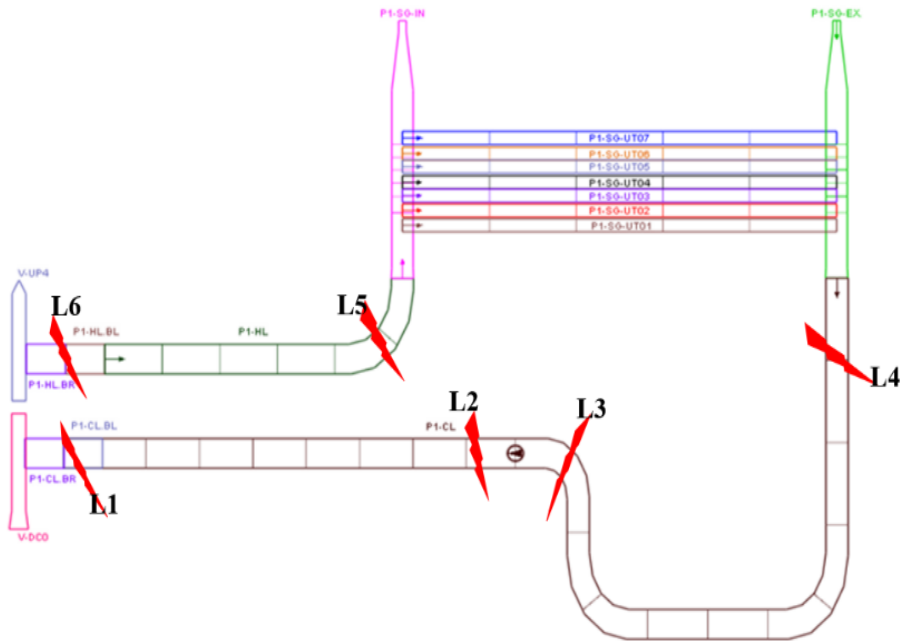 P1-SG-IN
P1-SG-EX
P1-SG-UT07
P1-SG-UT06
P1-SG-UT05
P1-SG-UT04
P1-SG-UT03
P1-SG-UT02
P1-SG-UT01
V-UP4
L6
P1-HL.BL
P1-HL
L5
P1-HL.BR
L4
P1-CL.BL
P1-CL
L2
L3
P1-CL.BR
L1
V-DC0